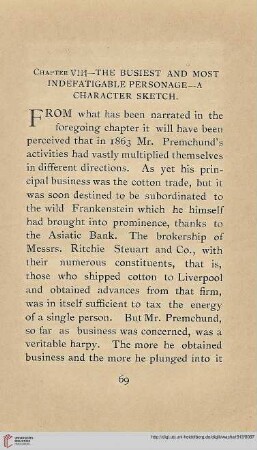 CHAPTER VIII—THE BUSIEST AND MOST
INDEFATIGABLE PERSONAGE—A
CHARACTER SKETCH.
FROM what has been narrated in the
foregoing chapter it will have been
perceived that in 1863 Mr. Premchund's
activities had vastly multiplied themselves
in different directions. As yet his prin-
cipal business was the cotton trade, but it
was soon destined to be subordinated to
the wild Frankenstein which he himself
had brought into prominence, thanks to
the Asiatic Bank. The brokership of
Messrs. Ritchie Steuart and Co., with
their numerous constituents, that is,
those who shipped cotton to Liverpool
and obtained advances from that firm,
was in itself sufficient to tax the energy
of a single person. But Mr. Premchund,
so far as business was concerned, was a
veritable harpy. The more he obtained
business and the more he plunged into it
69